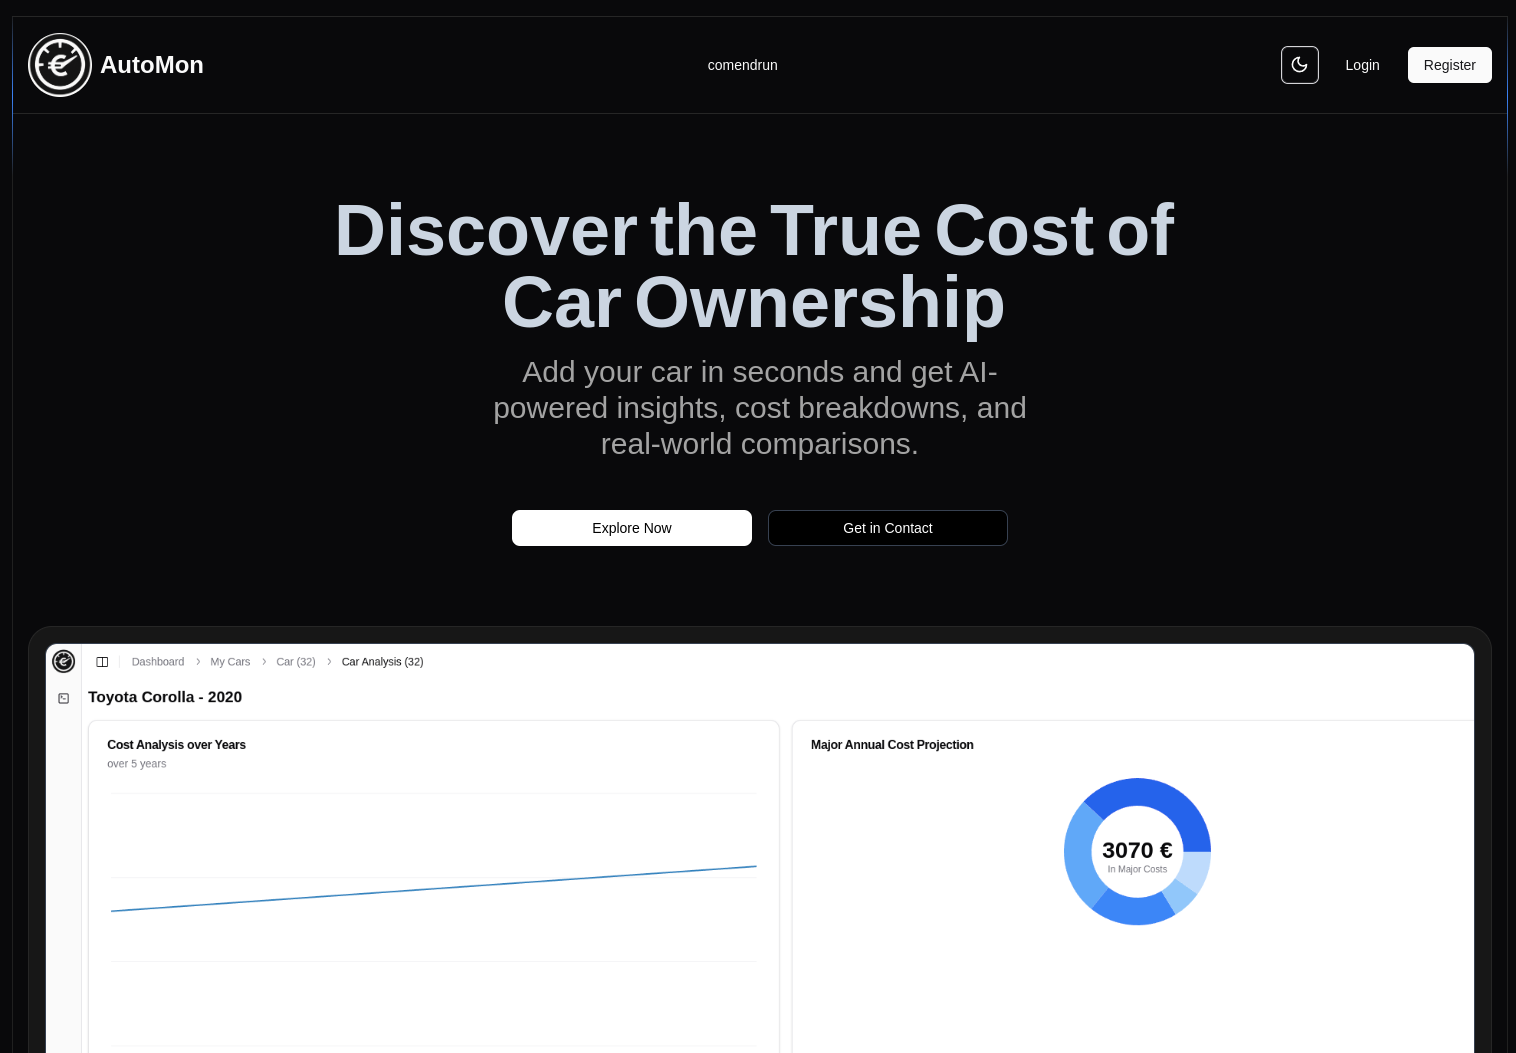 AutoMon
comendrun
Login
Register
Discover the True Cost of
Car Ownership
Add your car in seconds and get AI-
powered insights, cost breakdowns, and
real-world comparisons.
Explore Now
Get in Contact
Dashboard > My Cars > Car (32) > Car Analysis (32)
Toyota Corolla - 2020
Cost Analysis over Years
over 5 years
Major Annual Cost Projection
3070 €
In Major Costs